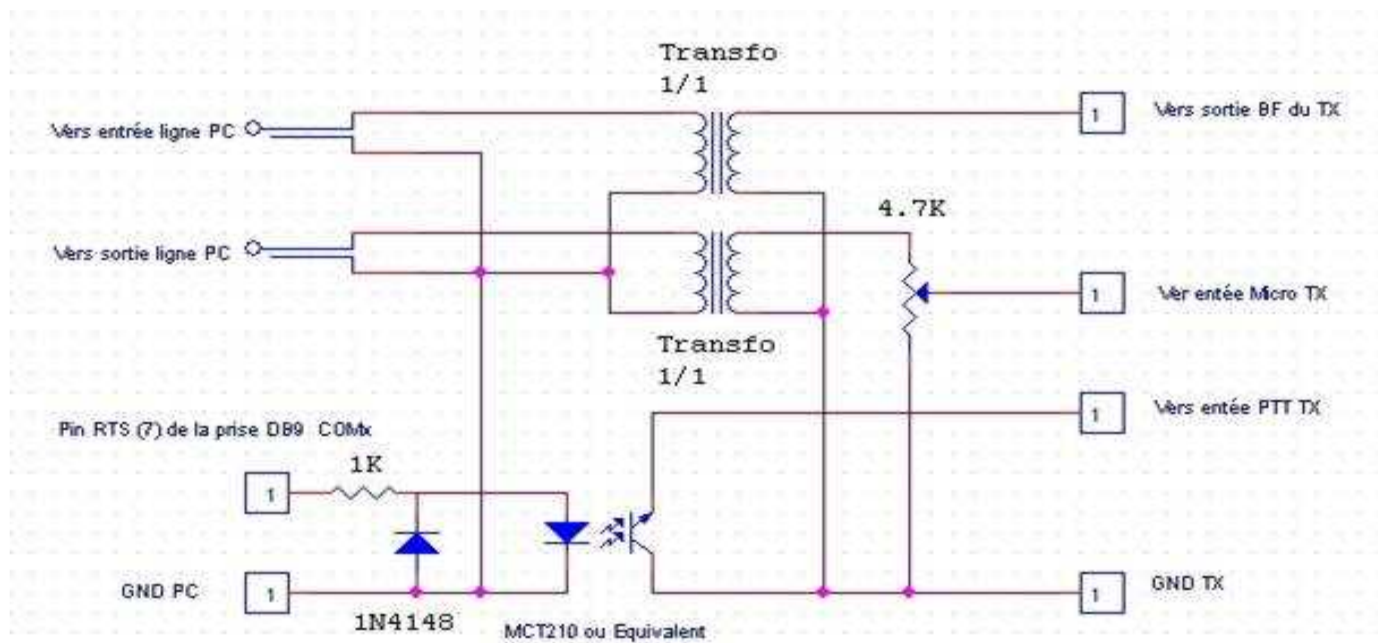 Transfo
1/1
Vers entrée ligne PC
1
Vers sortie BF du TX
4.7K
Vers sortie ligne PC
1
Ver entée Micro TX
Transfo
1/1
1
Vers entée PTT TX
Pin RTS (7) de la prise DB9 COMx
1K
1
GND PC
1
1N4148
MCT210 ou Equivalent
1
GND TX